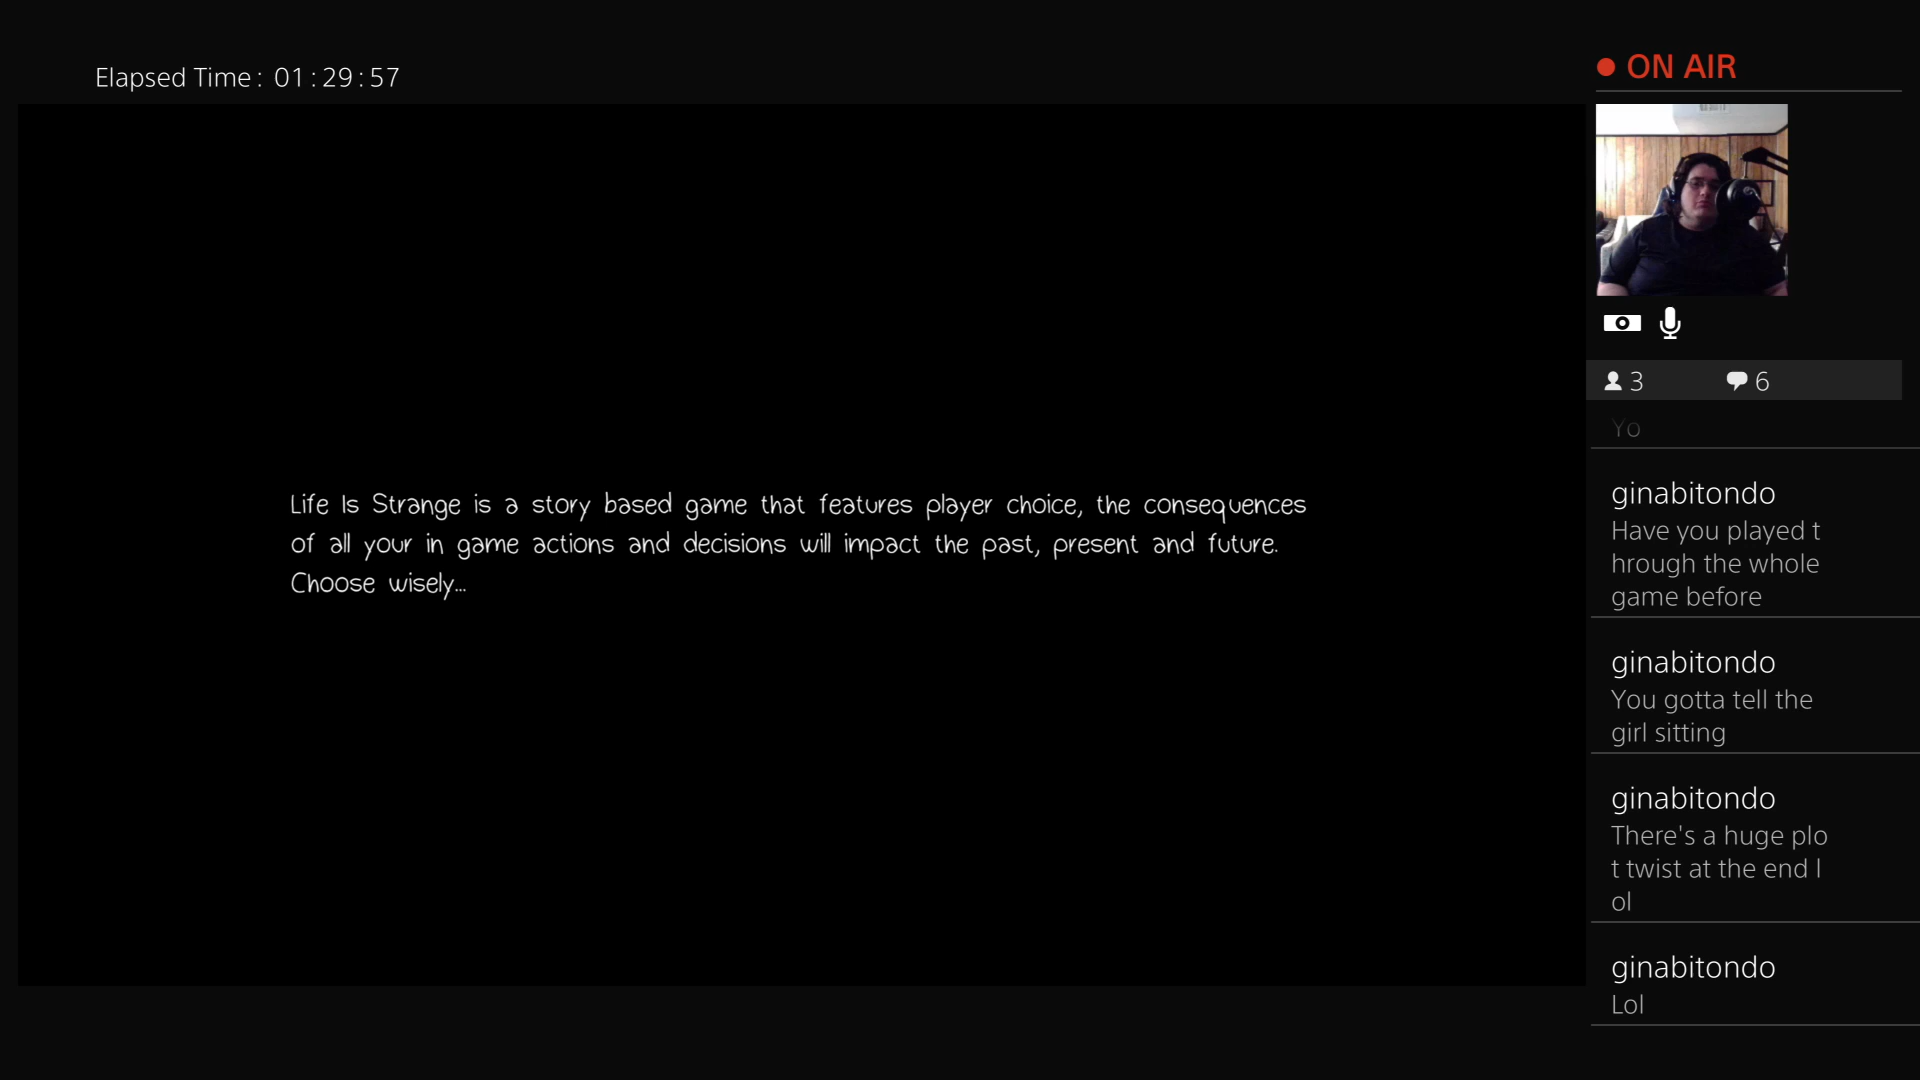 Elapsed Time: 01:29:57
ON AIR
3 6
Yo
Life Is Strange is a story based game that features player choice, the consequences
of all your in game actions and decisions will impact the past, present and future.
Choose wisely...
ginabitondo
Have you played t
hrough the whole
game before
ginabitondo
You gotta tell the
girl sitting
ginabitondo
There's a huge plo
t twist at the end l
ol
ginabitondo
Lol